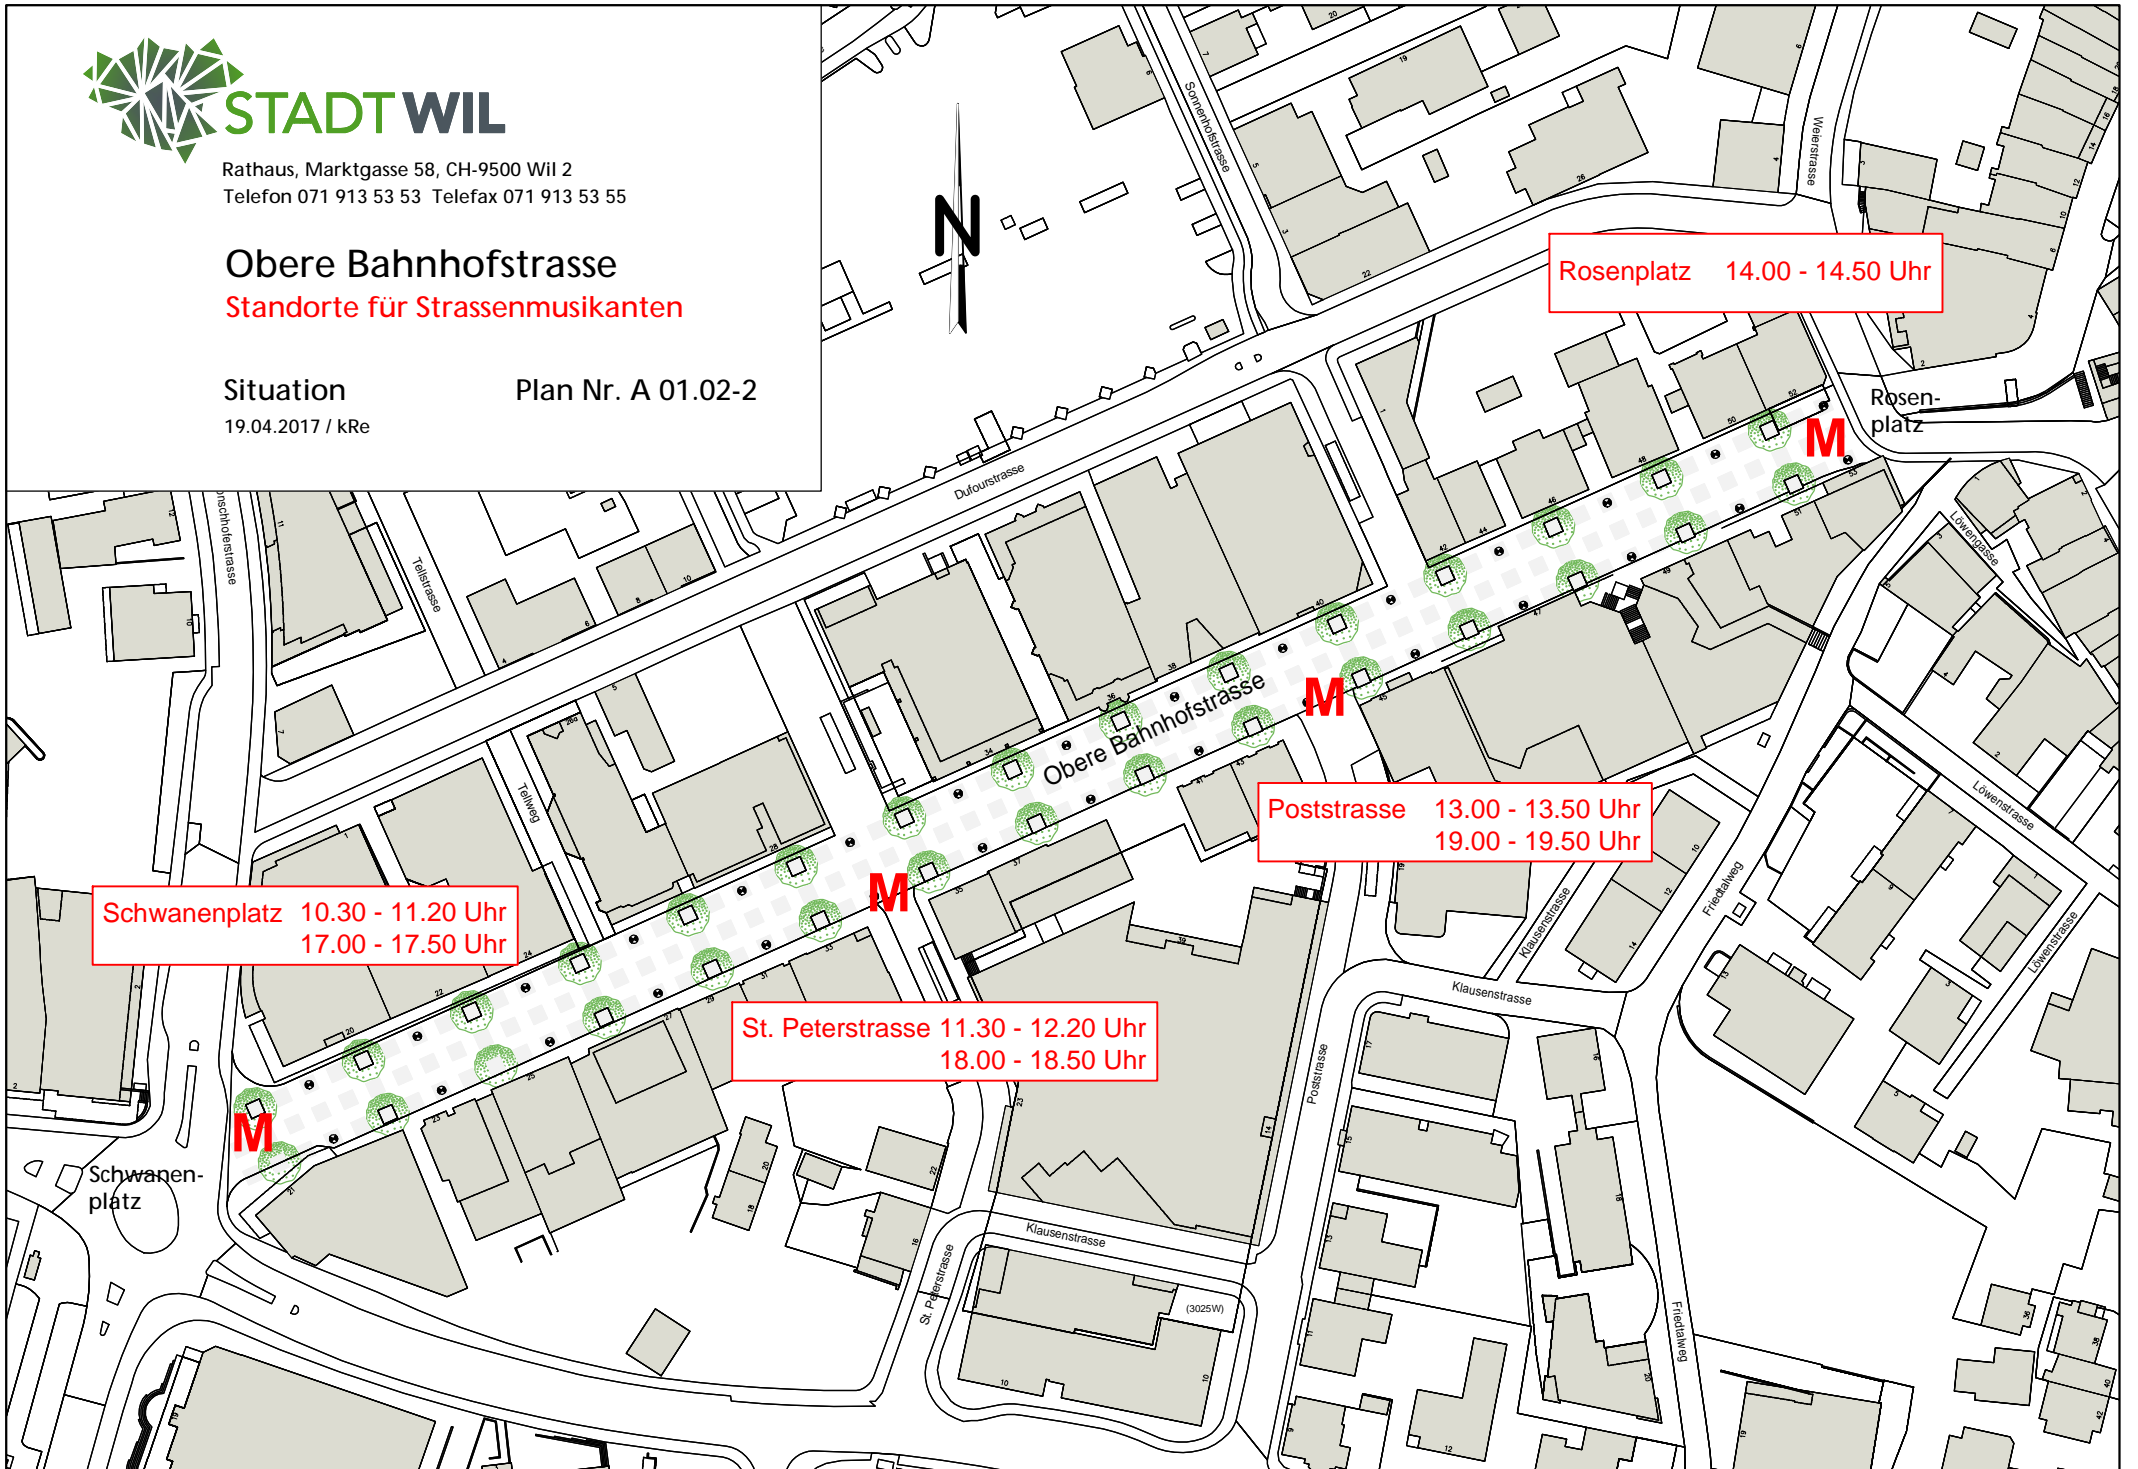 STADT WIL
Rathaus, Marktgasse 58, CH-9500 Wil 2
Telefon 071 913 53 53 Telefax 071 913 53 55
Obere Bahnhofstrasse
Standorte für Strassenmusikanten
Situation Plan Nr. A 01.02-2
19.04.2017 / kRe
N
Sonnenhofstrasse
Weierstrasse
Rosenplatz 14.00 - 14.50 Uhr
Rosen-
platz
M
Dufourstrasse
Tellstrasse
Löwengasse
Obere Bahnhofstrasse
M
Tellweg
Poststrasse 13.00 - 13.50 Uhr
19.00 - 19.50 Uhr
Löwenstrasse
M
Schwanenplatz 10.30 - 11.20 Uhr
17.00 - 17.50 Uhr
Friedtalweg
Klausenstrasse
Löwenstrasse
Klausenstrasse
St. Peterstrasse 11.30 - 12.20 Uhr
18.00 - 18.50 Uhr
Poststrasse
M
Schwanen-
platz
Klausenstrasse
St. Peterstrasse
(3025W)
Friedtalweg